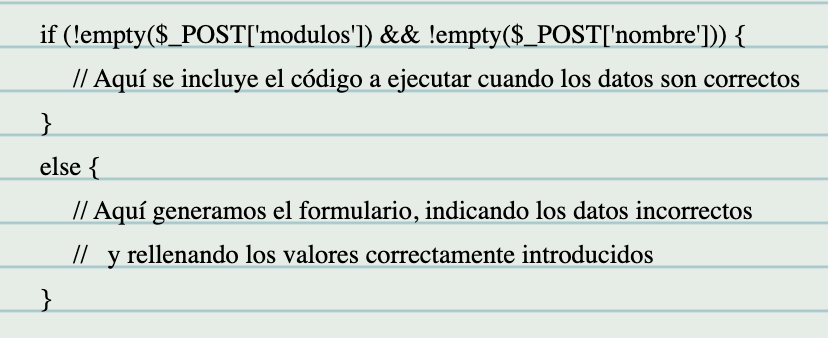 if (!empty($_POST['modulos']) && !empty($_POST['nombre'])) {
// Aquí se incluye el código a ejecutar cuando los datos son correctos
}
else {
// Aquí generamos el formulario, indicando los datos incorrectos
//   y rellenando los valores correctamente introducidos
}